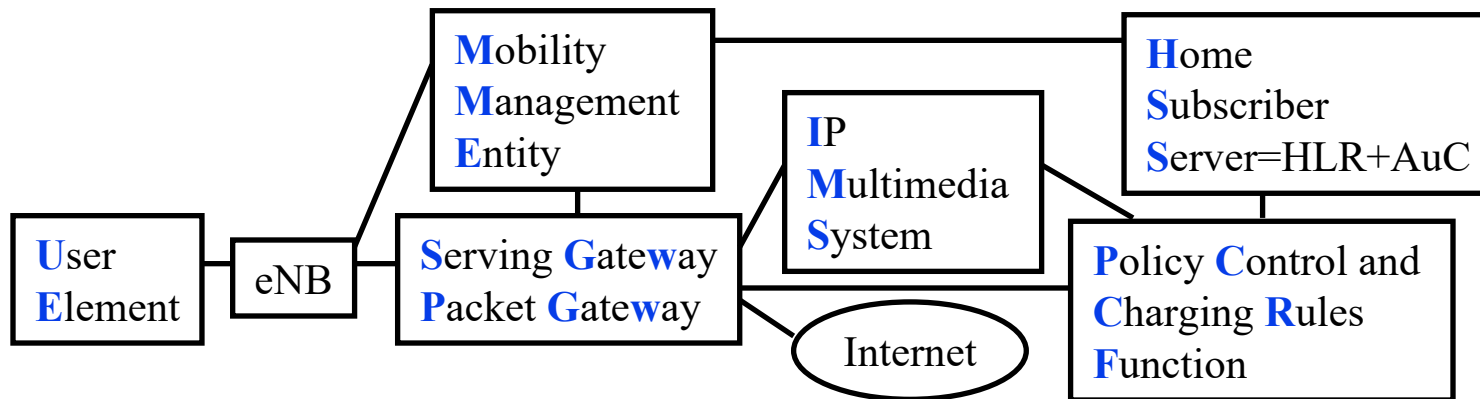 Mobility
Management
Entity
Home
Subscriber
Server=HLR+AuC
IP
Multimedia
System
User
Element
eNB
Serving Gateway
Packet Gateway
Policy Control and
Charging Rules
Function
Internet